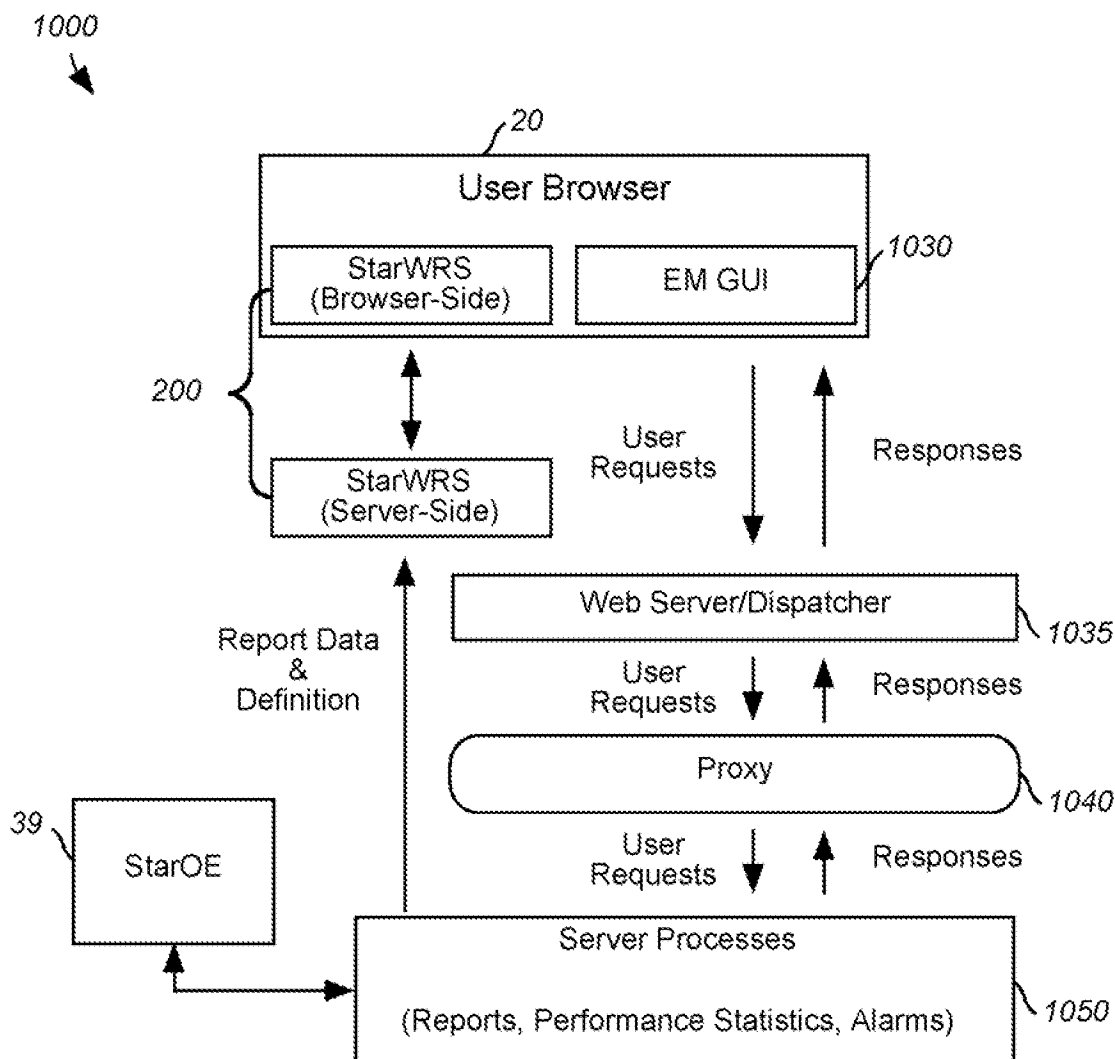 1000
20
User Browser
StarWRS
(Browser-Side)
EM GUI
1030
200
StarWRS
(Server-Side)
User
Requests
Responses
Web Server/Dispatcher
1035
Report Data
&
Definition
User
Requests
Responses
Proxy
1040
39
StarOE
User
Requests
Responses
Server Processes
(Reports, Performance Statistics, Alarms)
1050